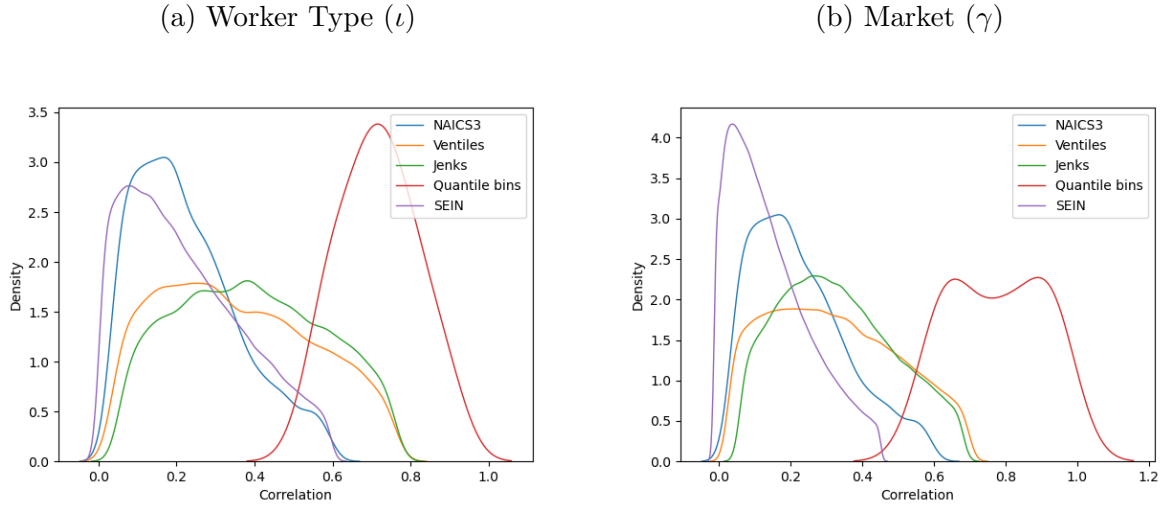 (a) Worker Type (ι)
3.5
3.0
2.5
2.0
1.5
1.0
0.5
0.0
Density
0.0 0.2 0.4 0.6 0.8 1.0
Correlation
NAICS3
Ventiles
Jenks
Quantile bins
SEIN
(b) Market (γ)
4.0
3.5
3.0
2.5
2.0
1.5
1.0
0.5
0.0
Density
0.0 0.2 0.4 0.6 0.8 1.0 1.2
Correlation
NAICS3
Ventiles
Jenks
Quantile bins
SEIN